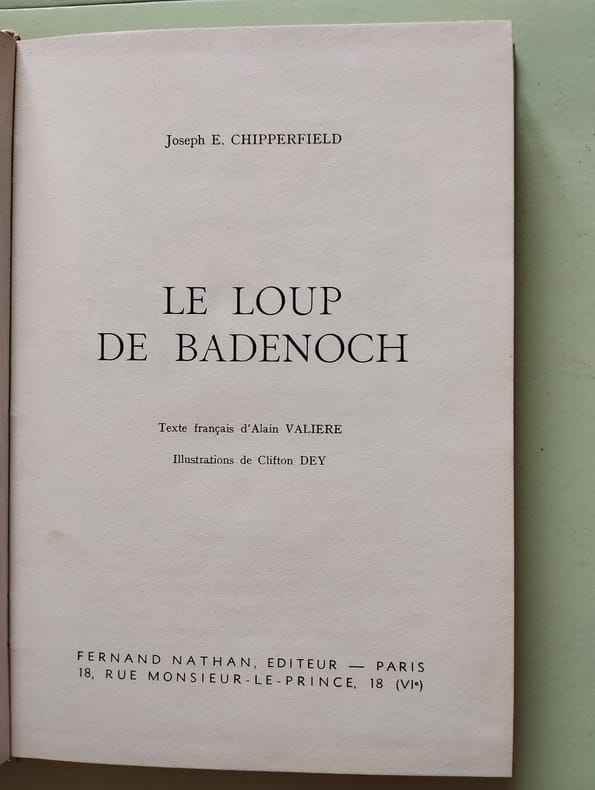 Joseph E. CHIPPERFIELD
LE LOUP
DE BADENOCH
Texte français d'Alain VALIERE
Illustrations de Clifton DEY
FERNAND NATHAN, EDITEUR — PARIS
18, RUE MONSIEUR-LE-PRINCE, 18 (VIᵉ)